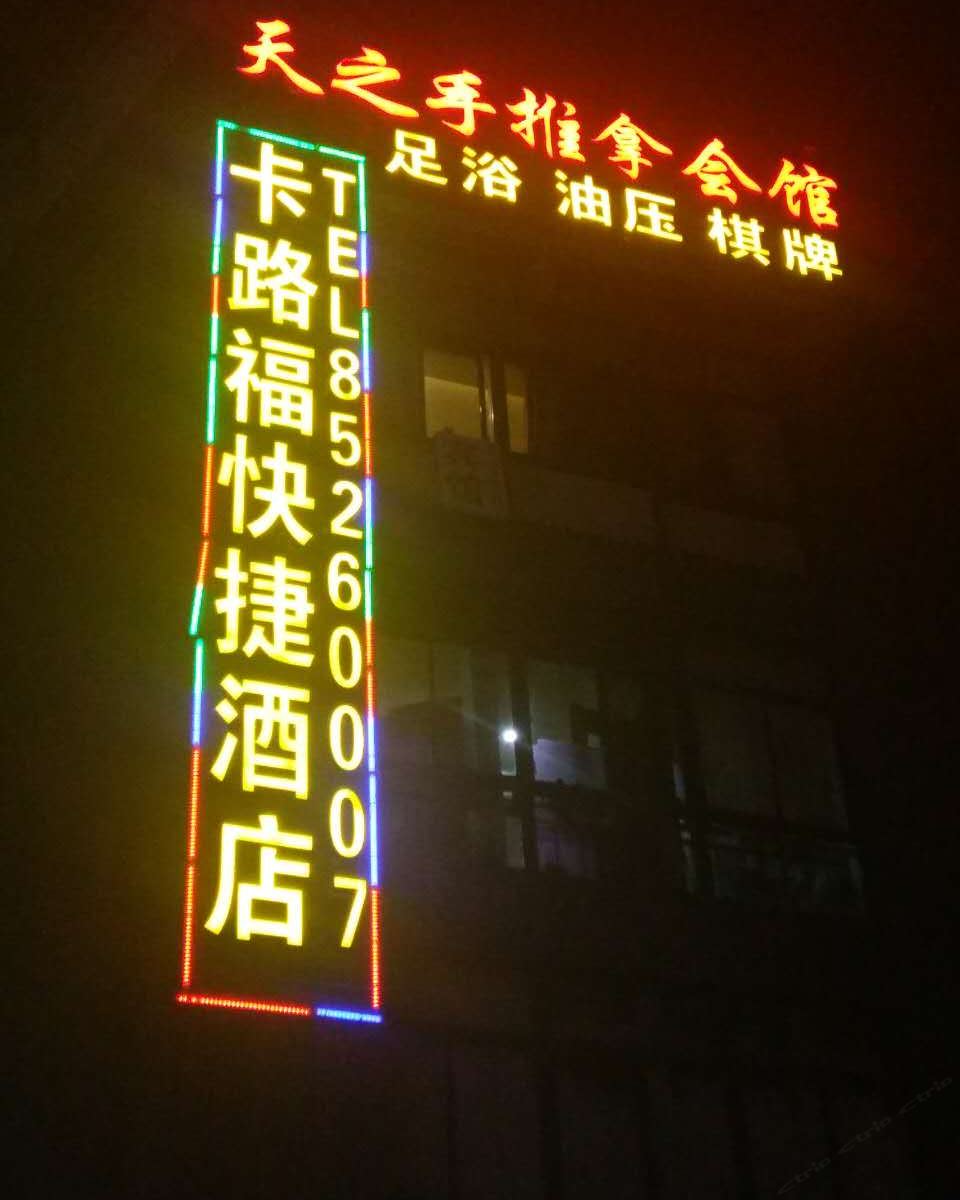 天之手推拿会馆
足浴 油压 棋牌
卡路福快捷酒店
TEL85260007